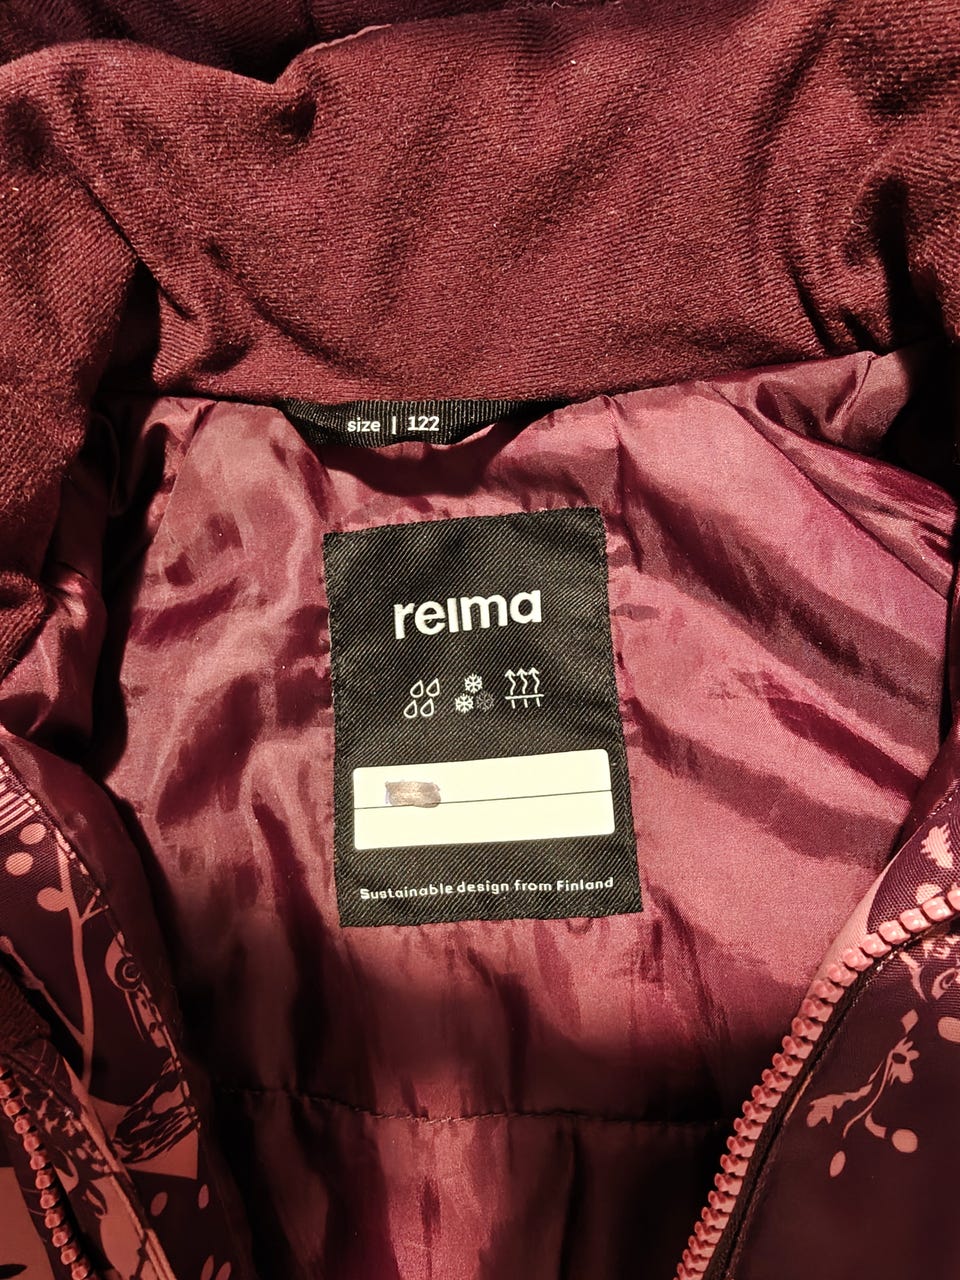 size | 122
reima
Sustainable design from Finland